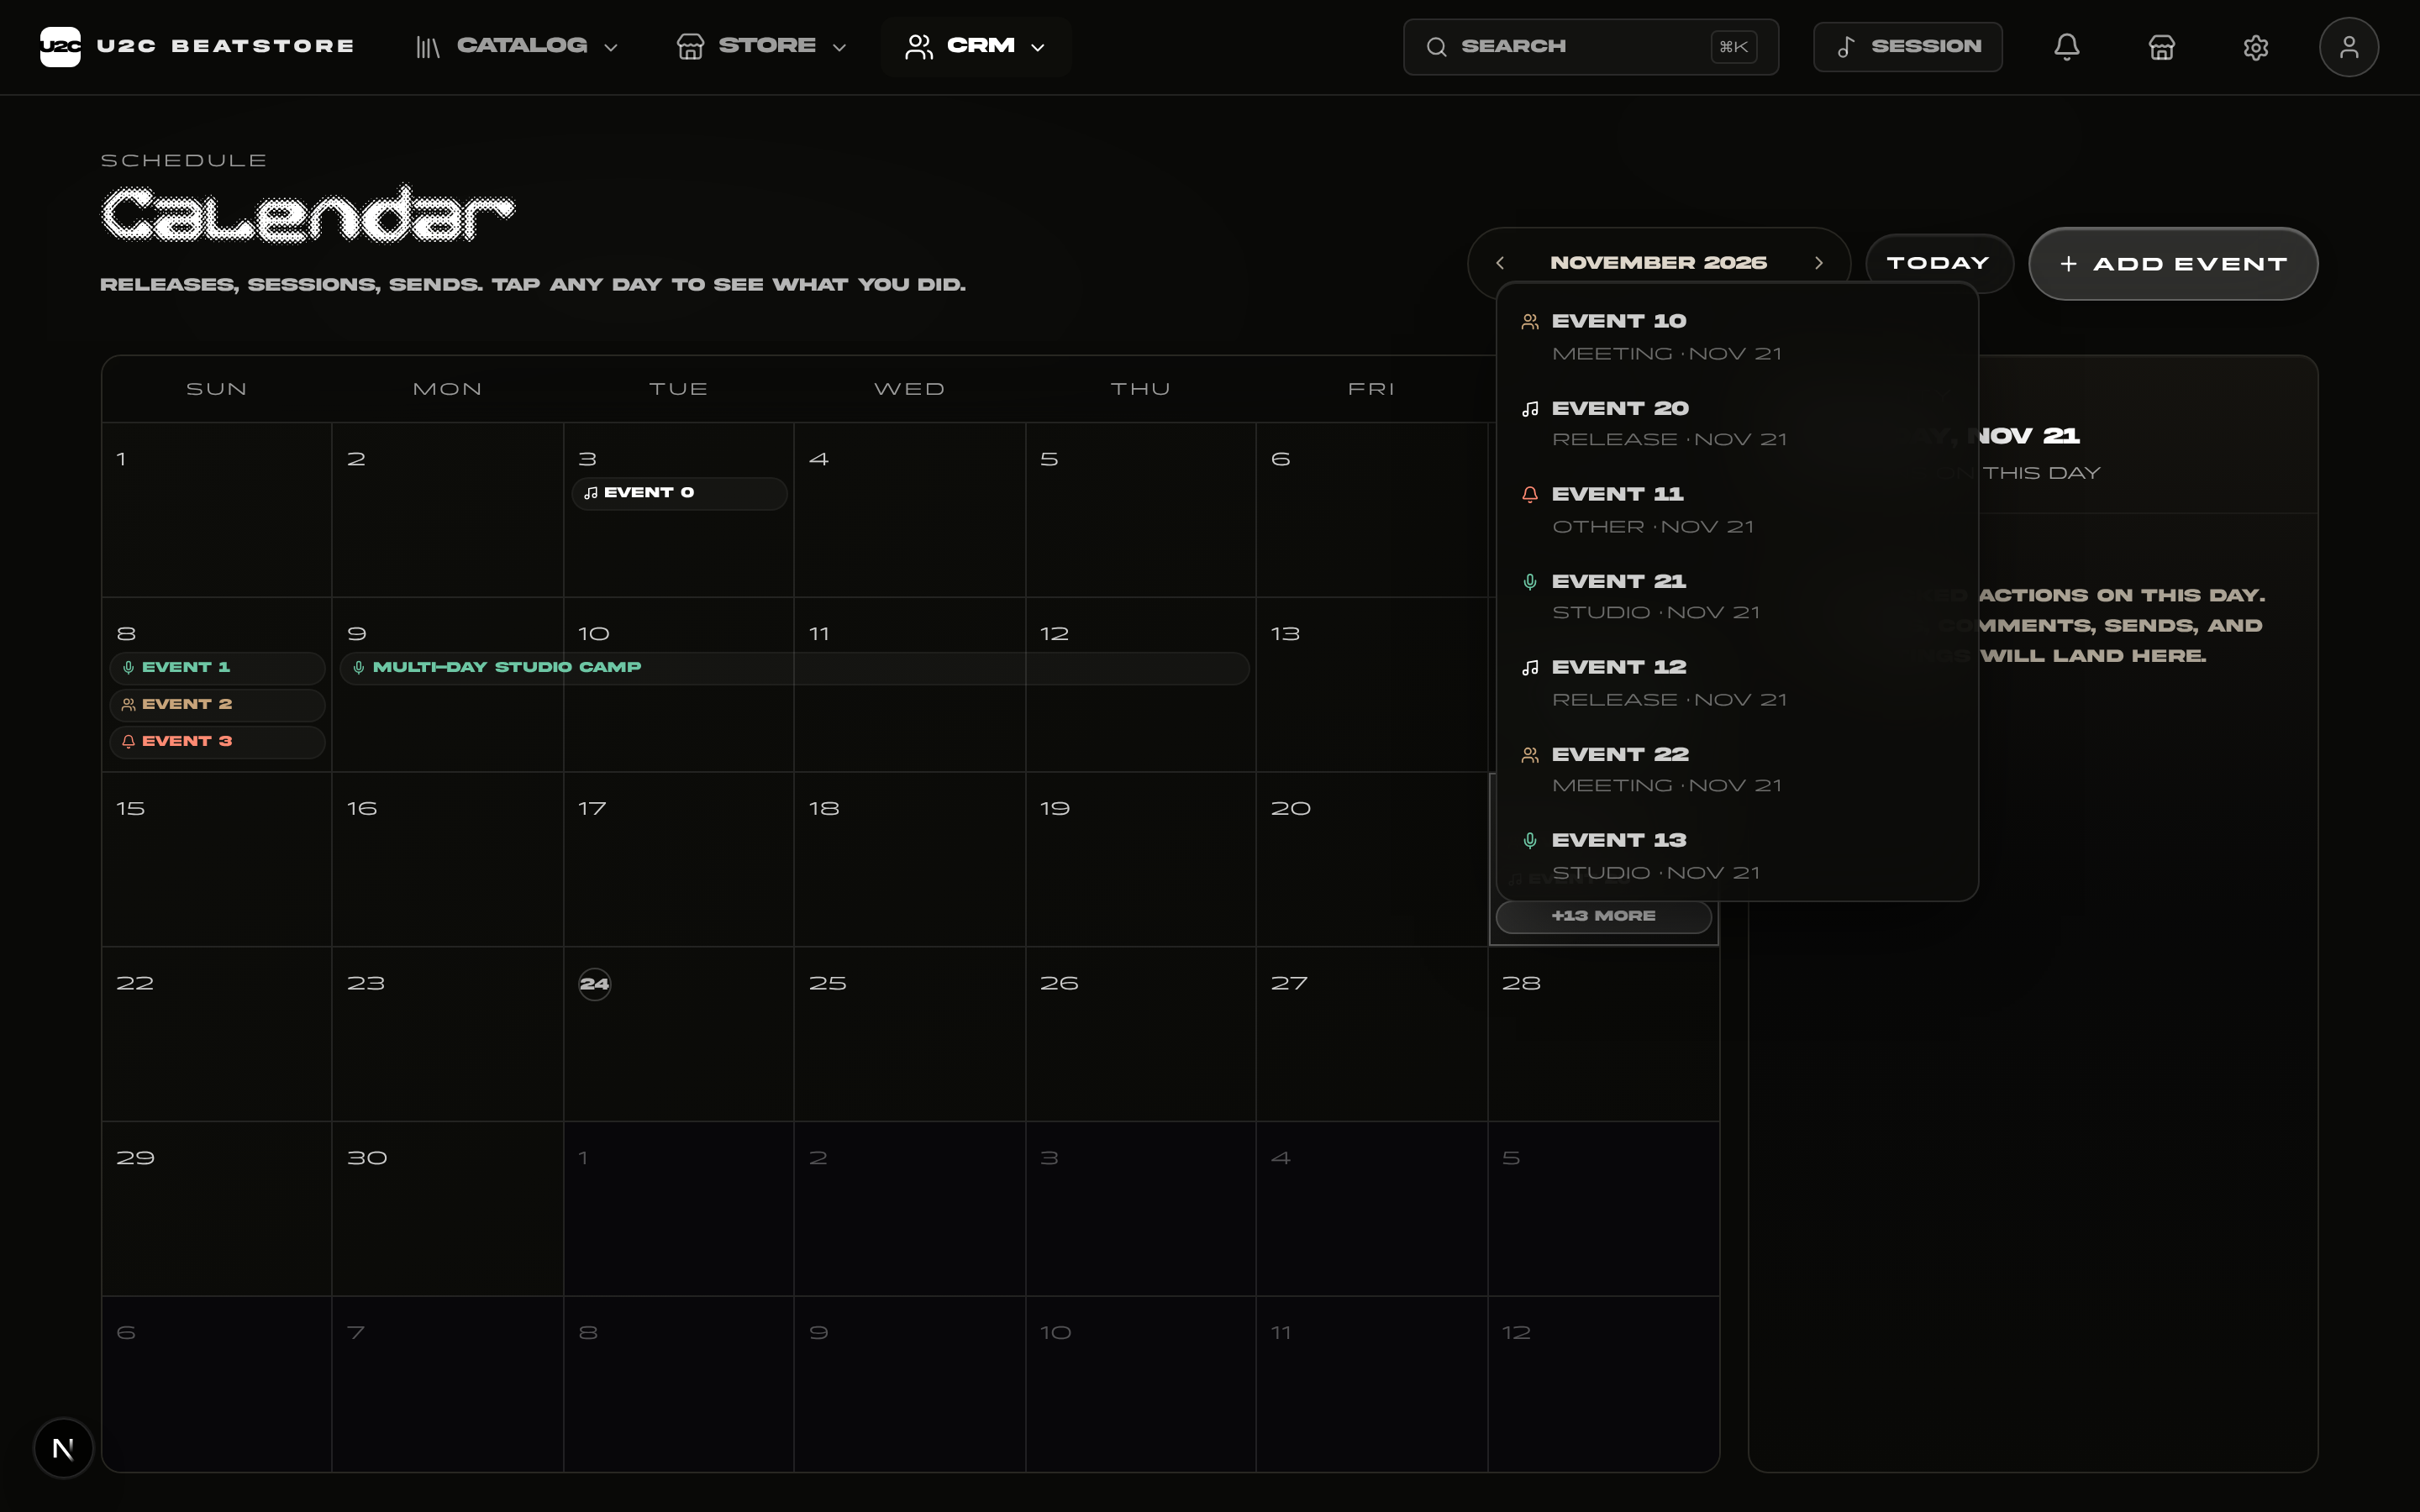 U2C U2C BEATSTORE CATALOG STORE CRM SEARCH ⌘K SESSION
SCHEDULE
Calendar
RELEASES, SESSIONS, SENDS. TAP ANY DAY TO SEE WHAT YOU DID.
NOVEMBER 2026 TODAY + ADD EVENT
SUN MON TUE WED THU FRI
1 2 3 4 5 6
EVENT 0
8 9 10 11 12 13
EVENT 1 MULTI-DAY STUDIO CAMP
EVENT 2
EVENT 3
15 16 17 18 19 20
+13 MORE
22 23 24 25 26 27 28
29 30 1 2 3 4 5
6 7 8 9 10 11 12
EVENT 10
MEETING · NOV 21
EVENT 20
RELEASE · NOV 21
EVENT 11
OTHER · NOV 21
EVENT 21
STUDIO · NOV 21
EVENT 12
RELEASE · NOV 21
EVENT 22
MEETING · NOV 21
EVENT 13
STUDIO · NOV 21
NOV 21
ON THIS DAY
ACTIONS ON THIS DAY.
COMMENTS, SENDS, AND
WILL LAND HERE.
N